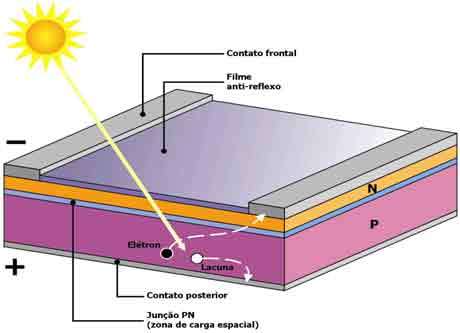 Contato frontal
Filme
anti-reflexo
−
N
P
Elétron
Lacuna
+
Contato posterior
Junção PN
(zona de carga espacial)